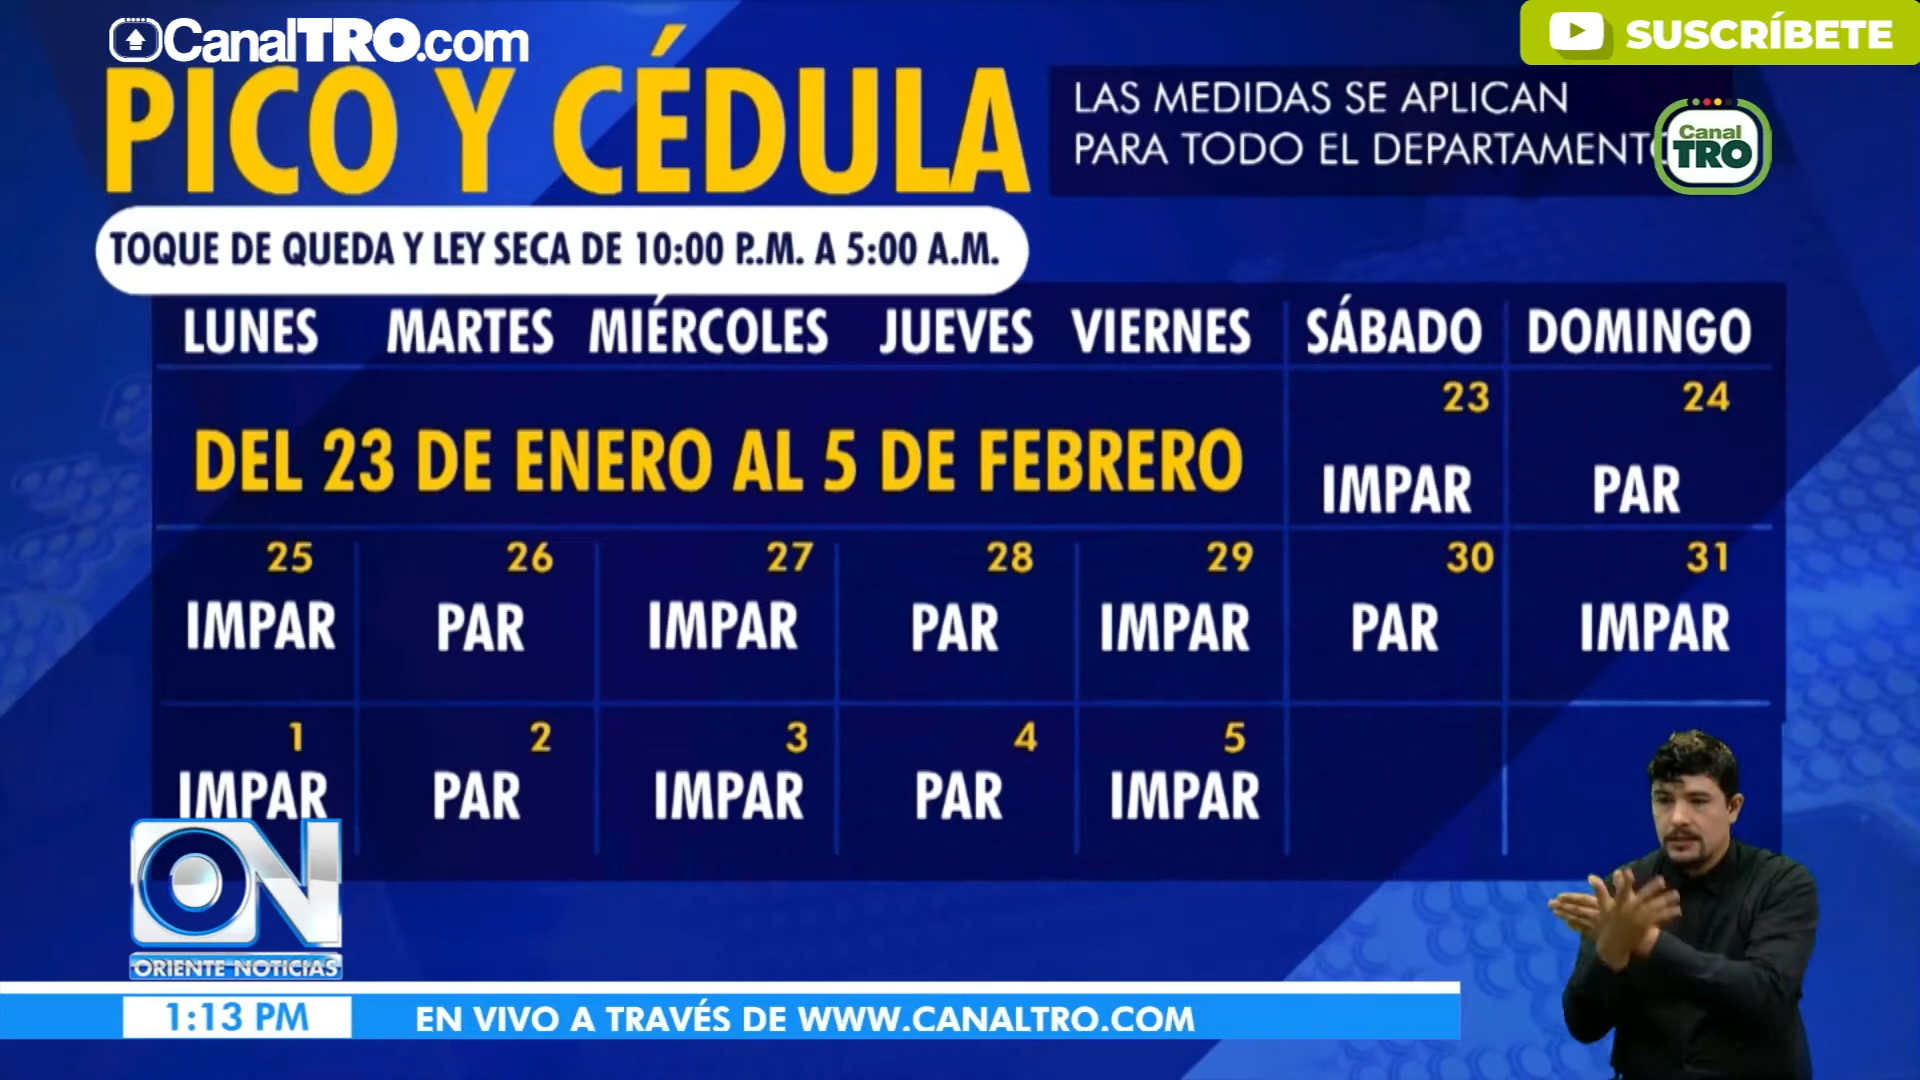 CanalTRO.com
SUSCRÍBETE
PICO Y CÉDULA
LAS MEDIDAS SE APLICAN
PARA TODO EL DEPARTAMENTO
Canal
TRO
TOQUE DE QUEDA Y LEY SECA DE 10:00 P..M. A 5:00 A.M.
LUNES MARTES MIÉRCOLES JUEVES VIERNES SÁBADO DOMINGO
23 24
DEL 23 DE ENERO AL 5 DE FEBRERO
IMPAR PAR
25 26 27 28 29 30 31
IMPAR PAR IMPAR PAR IMPAR PAR IMPAR
1 2 3 4 5
IMPAR PAR IMPAR PAR IMPAR
ON
ORIENTE NOTICIAS
1:13 PM EN VIVO A TRAVÉS DE WWW.CANALTRO.COM